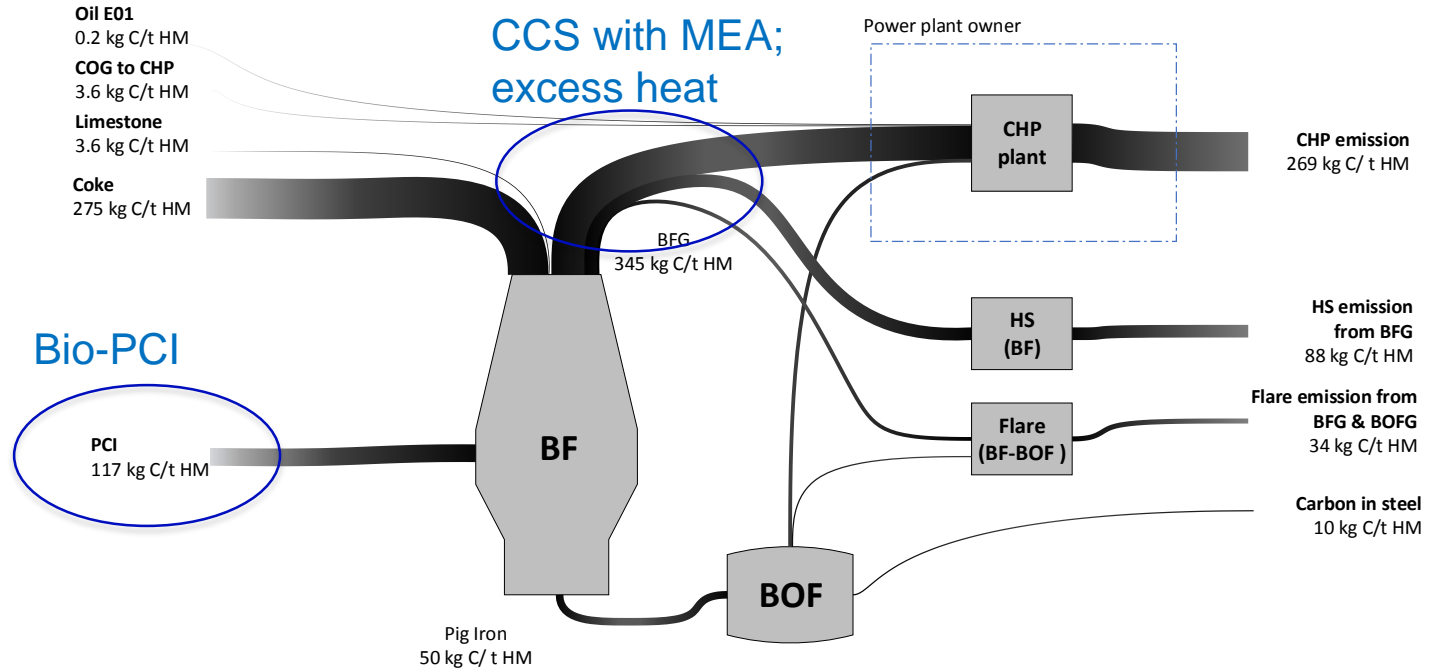 Oil E01
0.2 kg C/t HM
COG to CHP
3.6 kg C/t HM
Limestone
3.6 kg C/t HM
Coke
275 kg C/t HM
CCS with MEA;
excess heat
Power plant owner
CHP
plant
CHP emission
269 kg C/ t HM
BFG
345 kg C/t HM
HS
(BF)
HS emission
from BFG
88 kg C/t HM
Bio-PCI
PCI
117 kg C/t HM
BF
Flare
(BF-BOF )
Flare emission from
BFG & BOFG
34 kg C/t HM
Carbon in steel
10 kg C/t HM
BOF
Pig Iron
50 kg C/ t HM